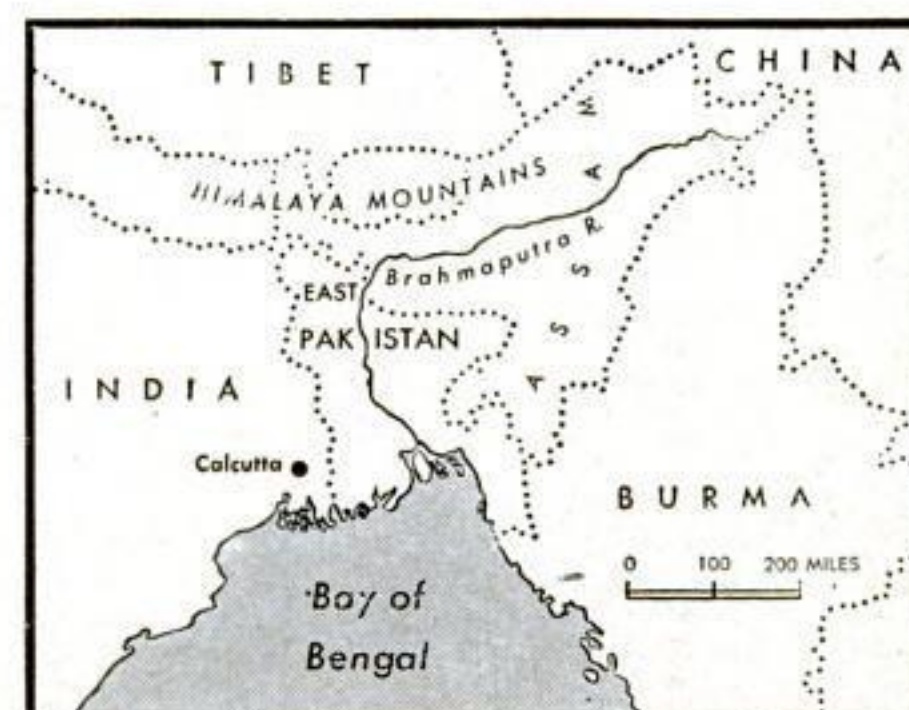 TIBET
CHINA
HIMALAYA MOUNTAINS
ASSAM
Brahmaputra R.
EAST
PAKISTAN
INDIA
Calcutta
BURMA
0 100 200 MILES
Bay of
Bengal